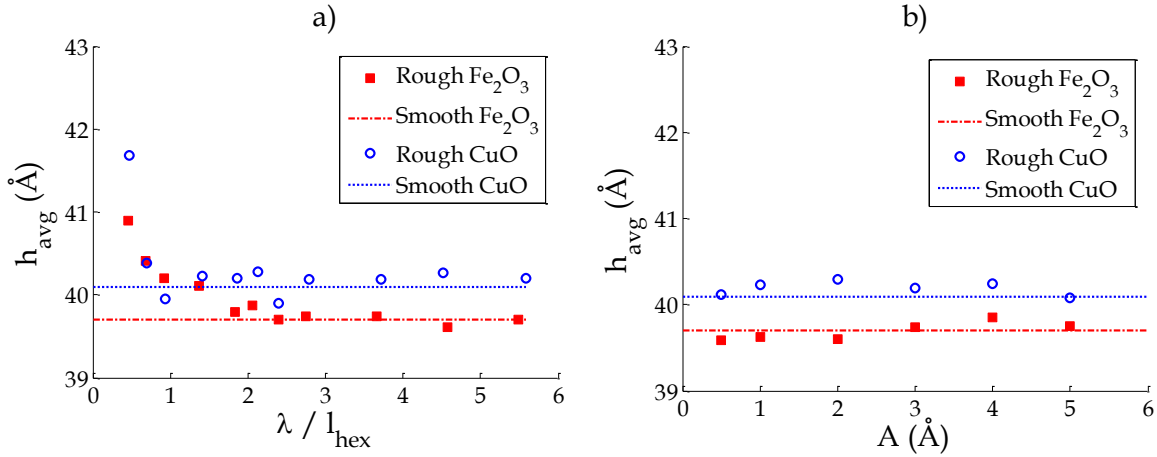 a)
43
42
41
40
39
h_avg (Å)
0 1 2 3 4 5 6
λ / l_hex
Rough Fe₂O₃
Smooth Fe₂O₃
Rough CuO
Smooth CuO
b)
43
42
41
40
39
h_avg (Å)
0 1 2 3 4 5 6
A (Å)
Rough Fe₂O₃
Smooth Fe₂O₃
Rough CuO
Smooth CuO